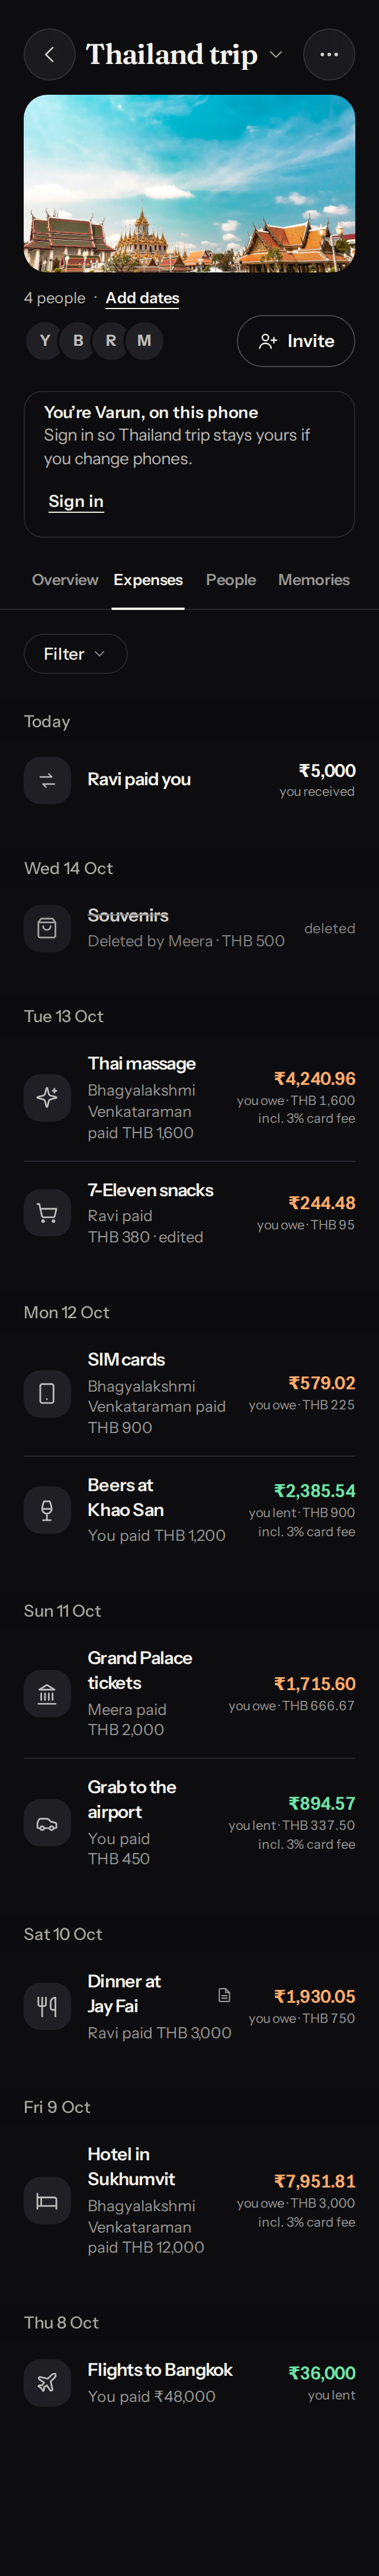 Thailand trip
4 people · Add dates
Y B R M
Invite
You're Varun, on this phone
Sign in so Thailand trip stays yours if
you change phones.
Sign in
Overview Expenses People Memories
Filter
Today
Ravi paid you
₹5,000
you received
Wed 14 Oct
Souvenirs
Deleted by Meera · THB 500
deleted
Tue 13 Oct
Thai massage
Bhagyalakshmi
Venkataraman
paid THB 1,600
₹4,240.96
you owe · THB 1,600
incl. 3% card fee
7-Eleven snacks
Ravi paid
THB 380 · edited
₹244.48
you owe · THB 95
Mon 12 Oct
SIM cards
Bhagyalakshmi
Venkataraman paid
THB 900
₹579.02
you owe · THB 225
Beers at
Khao San
You paid THB 1,200
₹2,385.54
you lent · THB 900
incl. 3% card fee
Sun 11 Oct
Grand Palace
tickets
Meera paid
THB 2,000
₹1,715.60
you owe · THB 666.67
Grab to the
airport
You paid
THB 450
₹894.57
you lent · THB 337.50
incl. 3% card fee
Sat 10 Oct
Dinner at
Jay Fai
Ravi paid THB 3,000
₹1,930.05
you owe · THB 750
Fri 9 Oct
Hotel in
Sukhumvit
Bhagyalakshmi
Venkataraman
paid THB 12,000
₹7,951.81
you owe · THB 3,000
incl. 3% card fee
Thu 8 Oct
Flights to Bangkok
You paid ₹48,000
₹36,000
you lent